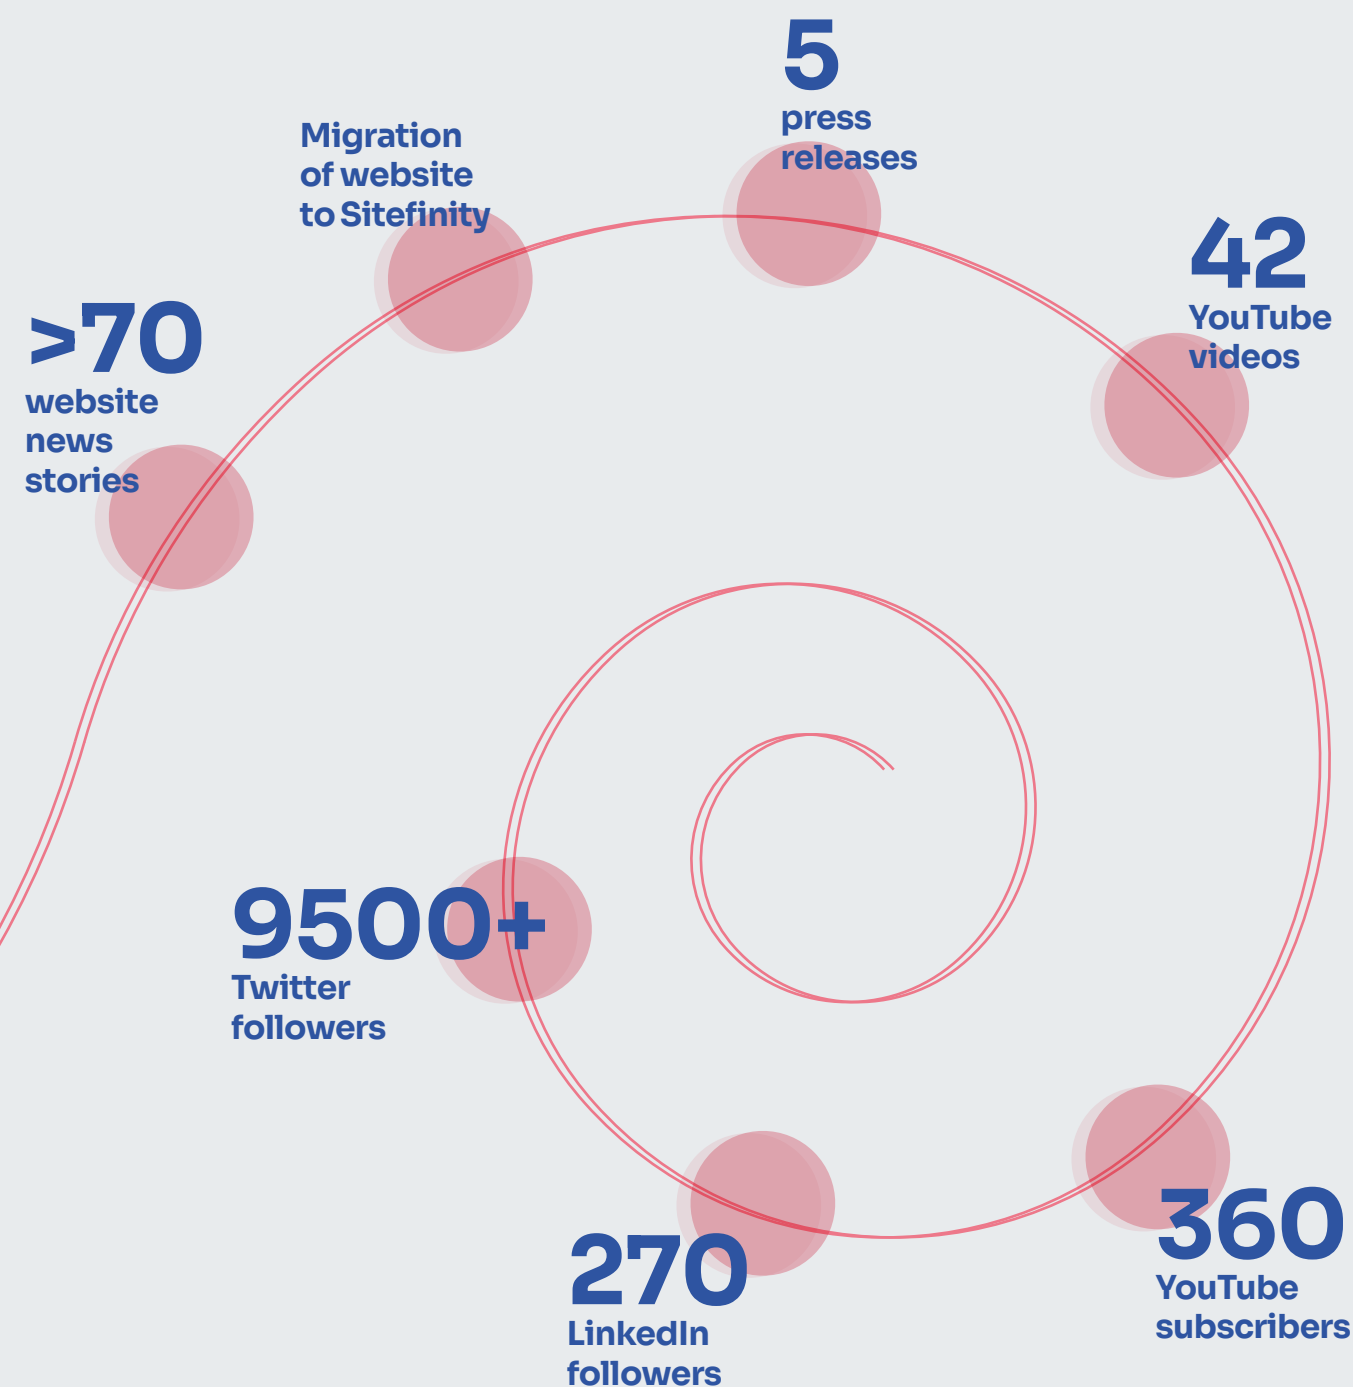 >70
website
news
stories
Migration
of website
to Sitefinity
5
press
releases
42
YouTube
videos
360
YouTube
subscribers
270
LinkedIn
followers
9500+
Twitter
followers